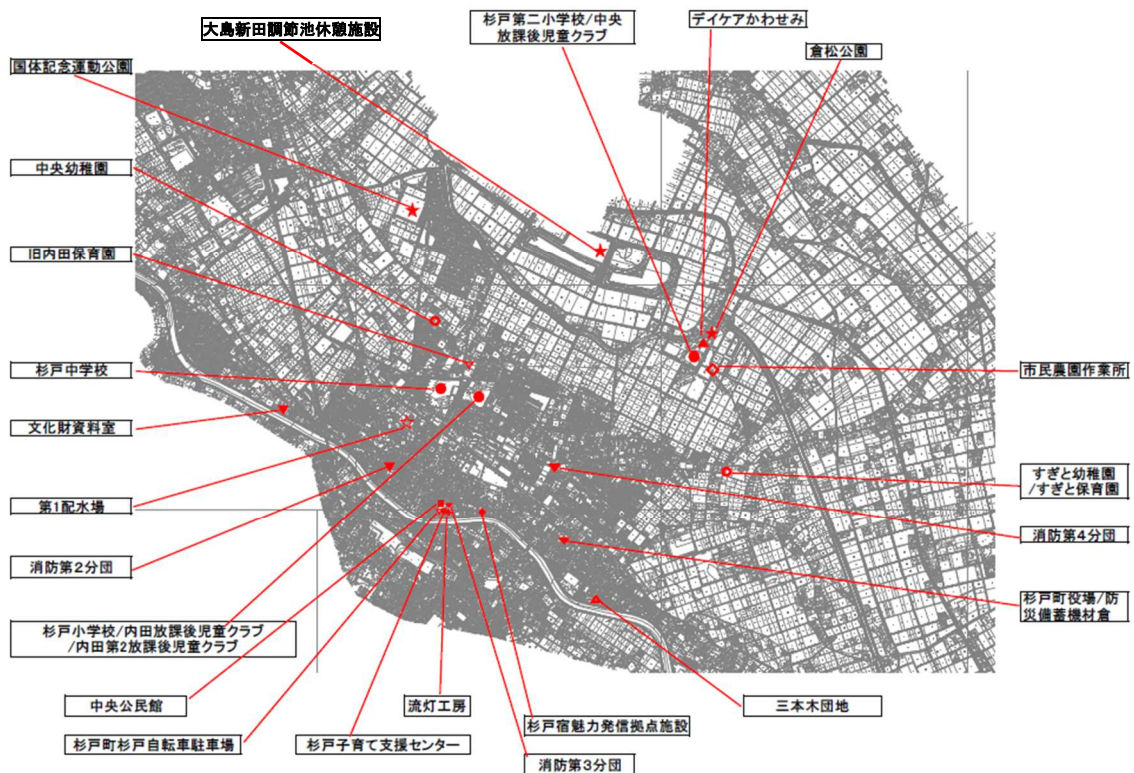 大島新田調節池休憩施設
杉戸第二小学校/中央
放課後児童クラブ
デイケアかわせみ
倉松公園
国体記念運動公園
中央幼稚園
旧内田保育園
杉戸中学校
文化財資料室
第1配水場
消防第2分団
杉戸小学校/内田放課後児童クラブ
/内田第2放課後児童クラブ
中央公民館
杉戸町杉戸自転車駐車場
杉戸子育て支援センター
流灯工房
消防第3分団
杉戸宿魅力発信拠点施設
三本木団地
市民農園作業所
すぎと幼稚園
/すぎと保育園
消防第4分団
杉戸町役場/防
災備蓄機材倉